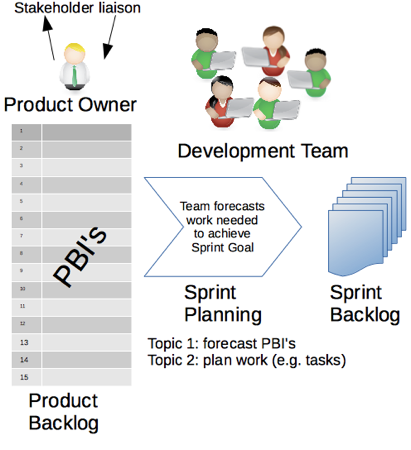 Stakeholder liaison
Product Owner
Development Team
1
2
3
4
5
6
7
8
9
10
11
12
13
14
15
PBI's
Team forecasts
work needed
to achieve
Sprint Goal
Sprint
Planning
Sprint
Backlog
Topic 1: forecast PBI's
Topic 2: plan work (e.g. tasks)
Product
Backlog